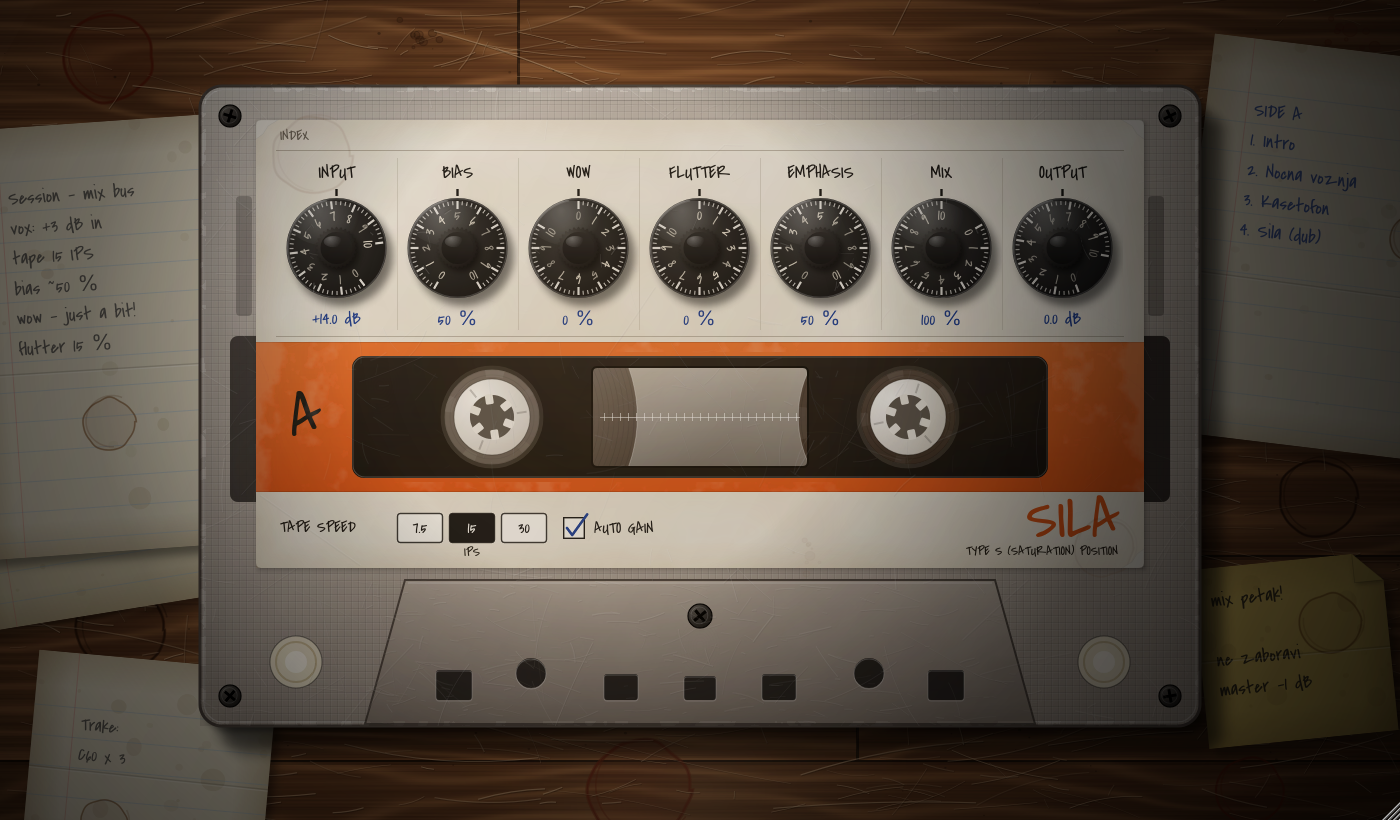 Session - mix bus
vox: +3 dB in
tape 15 IPS
bias ~50 %
wow - just a bit!
flutter 15 %
INDEX
INPUT
BIAS
WOW
FLUTTER
EMPHASIS
MIX
OUTPUT
+14.0 dB
50 %
0 %
0 %
50 %
100 %
0.0 dB
A
TAPE SPEED
7.5
15
30
IPS
AUTO GAIN
SILA
TYPE S (SATURATION) POSITION
SIDE A
1. Intro
2. Nocna voznja
3. Kasetofon
4. Sila (dub)
mix petak!
ne zaboravi
master -1 dB
Trake:
C60 x 3